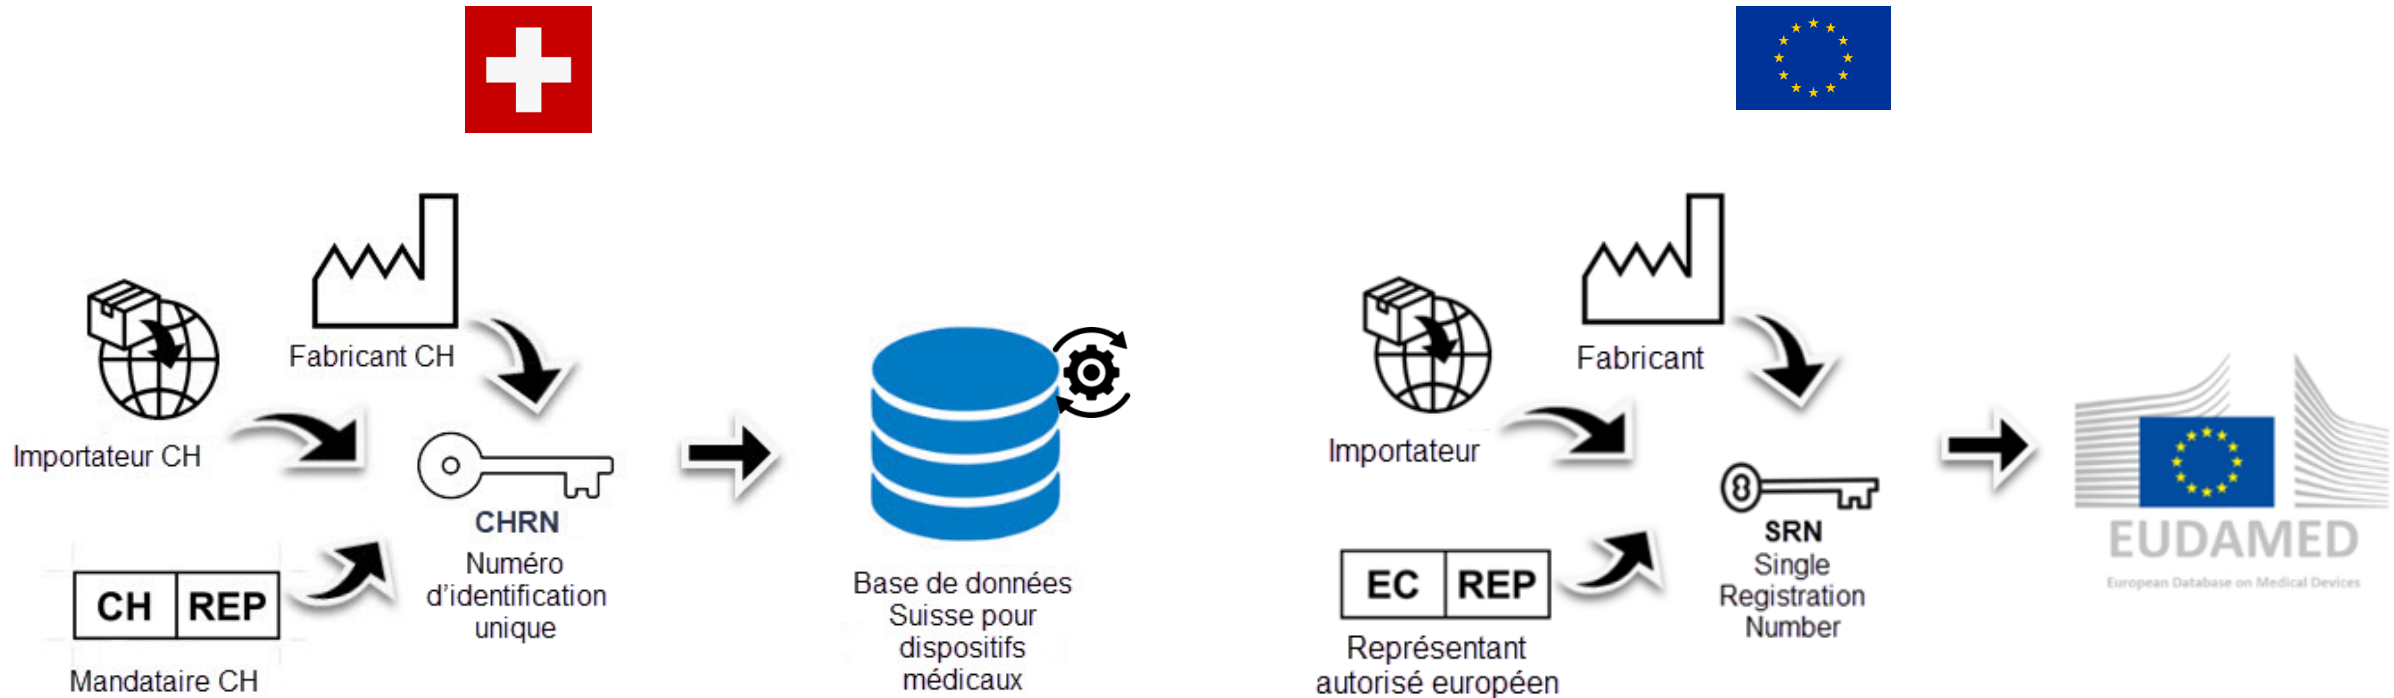 Fabricant CH
Importateur CH
CHRN
Numéro
d'identification
unique
CH REP
Mandataire CH
Base de données
Suisse pour
dispositifs
médicaux
Fabricant
Importateur
SRN
Single
Registration
Number
EC REP
Représentant
autorisé européen
EUDAMED
European Database on Medical Devices